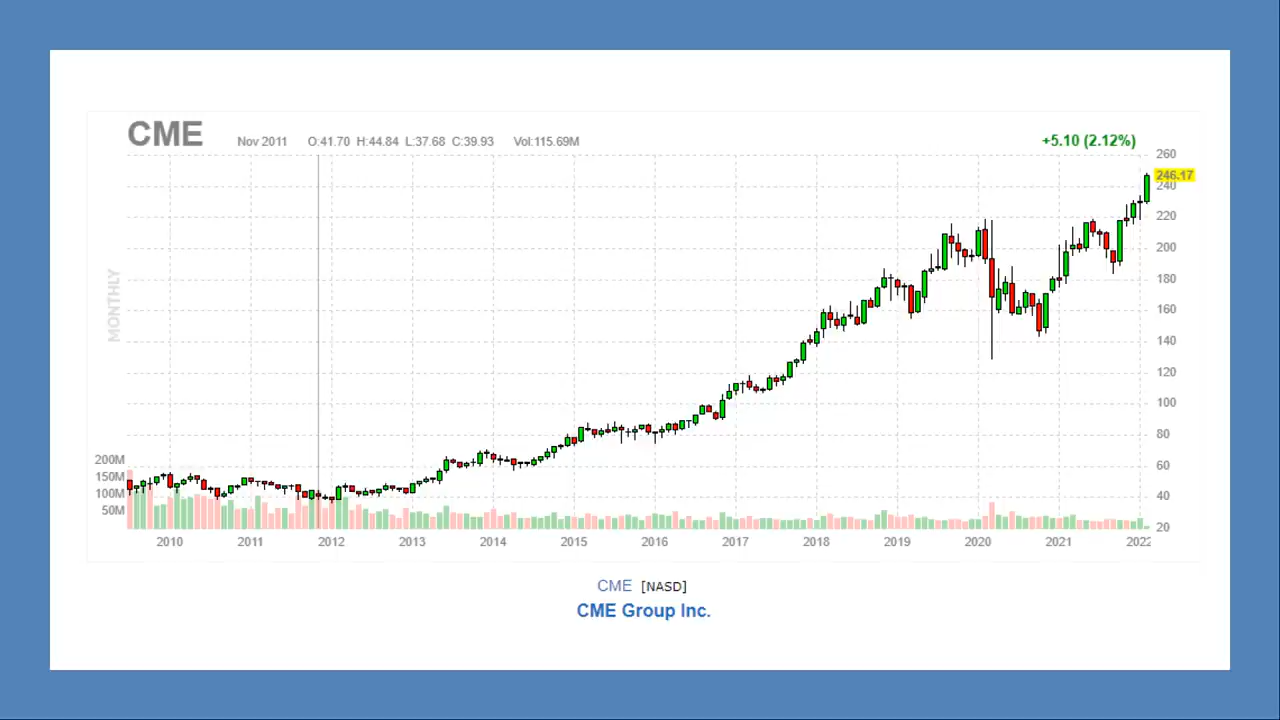 CME Nov 2011 O:41.70 H:44.84 L:37.68 C:39.93 Vol:115.69M +5.10 (2.12%)
260
246.17
240
220
200
180
160
140
120
100
80
60
40
20
MONTHLY
200M
150M
100M
50M
2010 2011 2012 2013 2014 2015 2016 2017 2018 2019 2020 2021 2022
CME [NASD]
CME Group Inc.